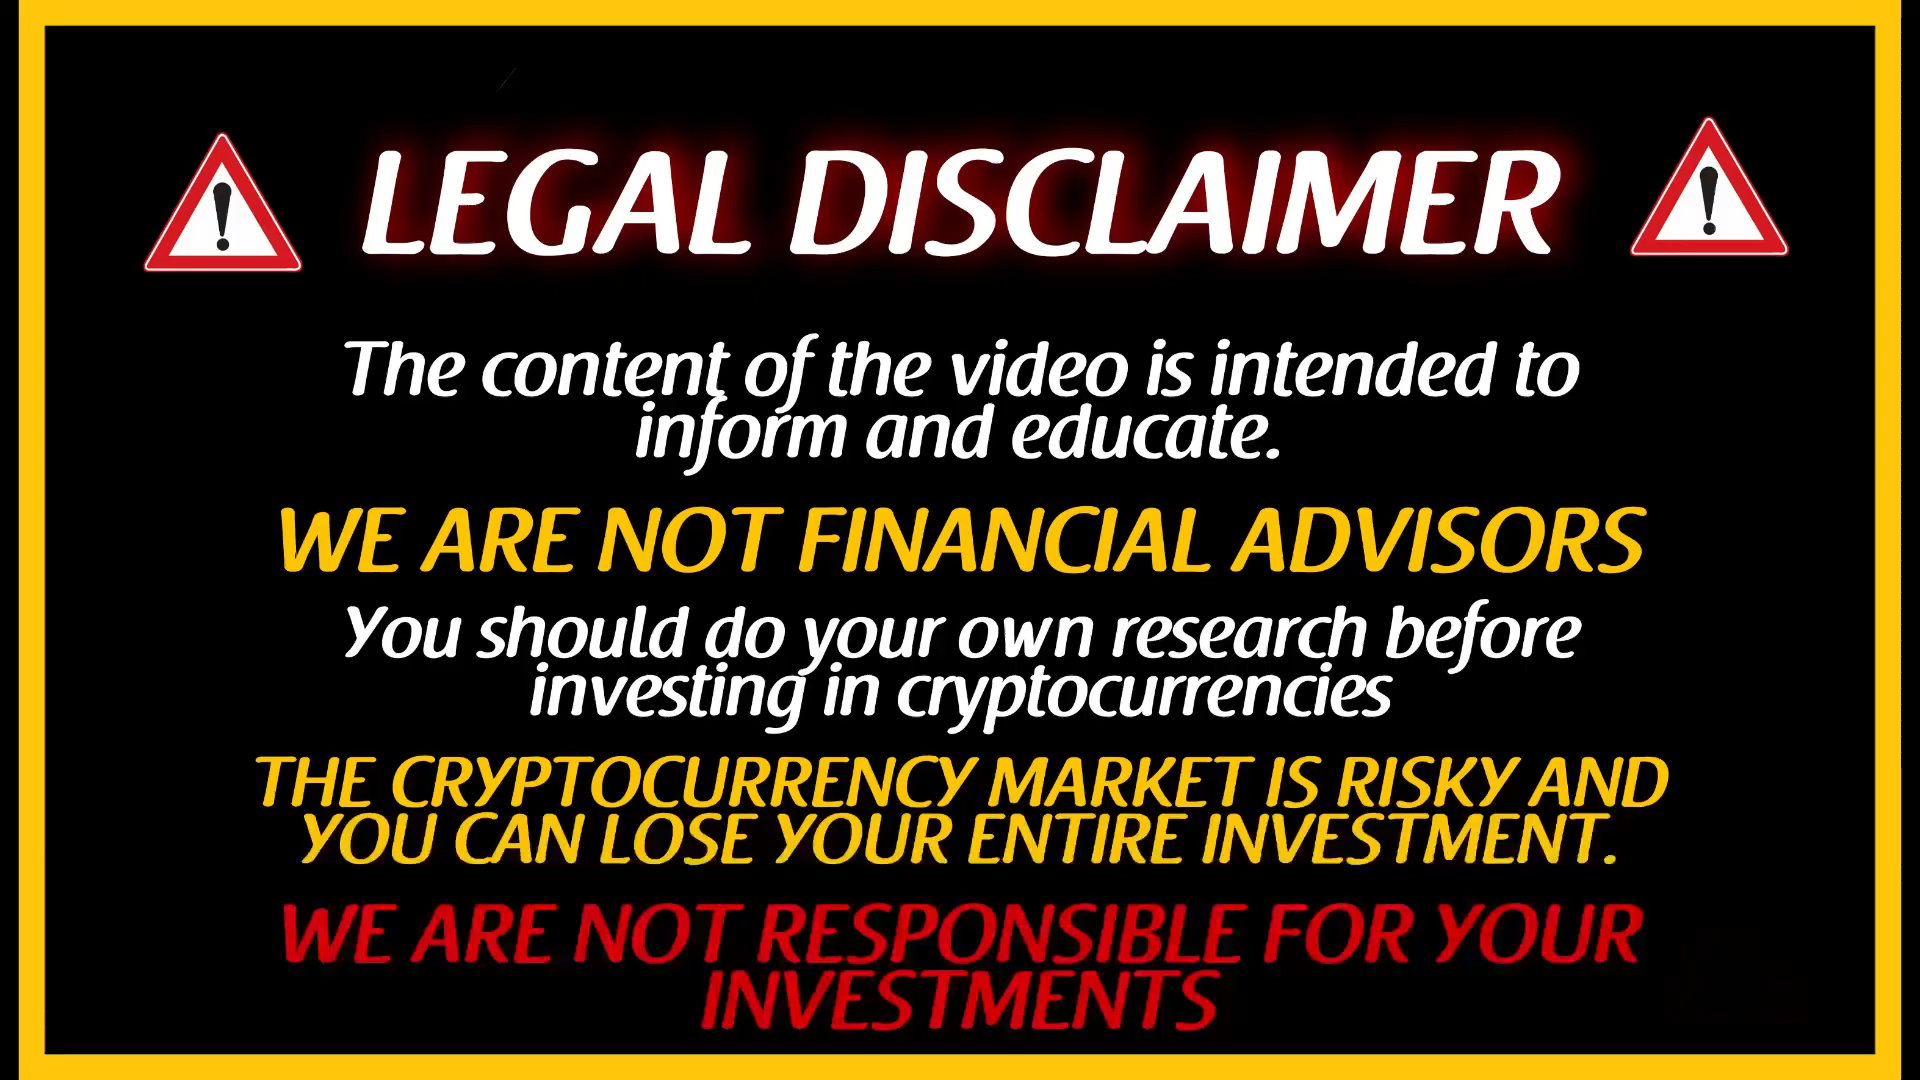 LEGAL DISCLAIMER
The content of the video is intended to
inform and educate.
WE ARE NOT FINANCIAL ADVISORS
You should do your own research before
investing in cryptocurrencies
THE CRYPTOCURRENCY MARKET IS RISKY AND
YOU CAN LOSE YOUR ENTIRE INVESTMENT.
WE ARE NOT RESPONSIBLE FOR YOUR
INVESTMENTS